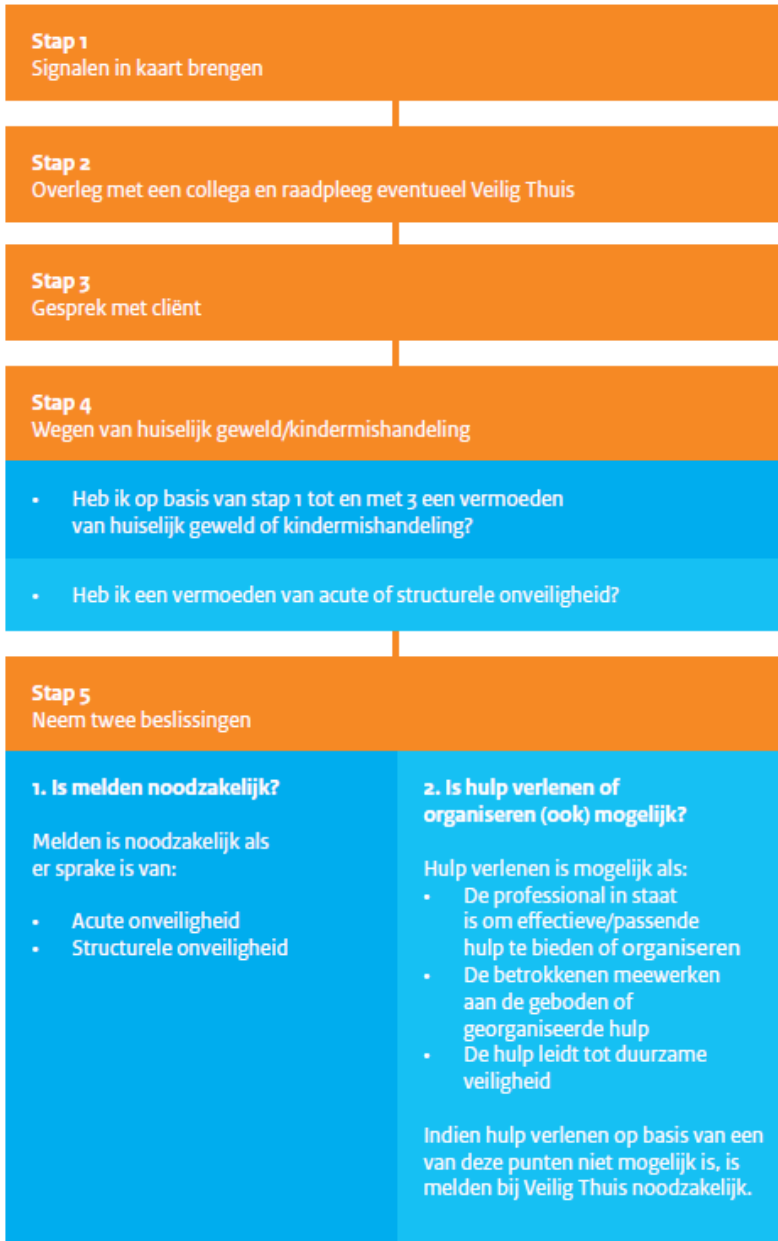 Stap 1
Signalen in kaart brengen
Stap 2
Overleg met een collega en raadpleeg eventueel Veilig Thuis
Stap 3
Gesprek met cliënt
Stap 4
Wegen van huiselijk geweld/kindermishandeling
• Heb ik op basis van stap 1 tot en met 3 een vermoeden
van huiselijk geweld of kindermishandeling?
• Heb ik een vermoeden van acute of structurele onveiligheid?
Stap 5
Neem twee beslissingen
1. Is melden noodzakelijk?
Melden is noodzakelijk als
er sprake is van:
• Acute onveiligheid
• Structurele onveiligheid
2. Is hulp verlenen of
organiseren (ook) mogelijk?
Hulp verlenen is mogelijk als:
• De professional in staat
is om effectieve/passende
hulp te bieden of organiseren
• De betrokkenen meewerken
aan de geboden of
georganiseerde hulp
• De hulp leidt tot duurzame
veiligheid
Indien hulp verlenen op basis van een
van deze punten niet mogelijk is, is
melden bij Veilig Thuis noodzakelijk.